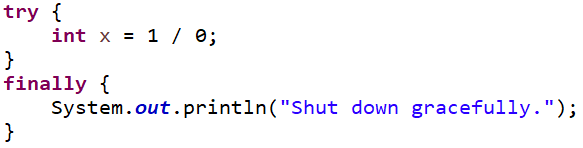 try {
    int x = 1 / 0;
}
finally {
    System.out.println("Shut down gracefully.");
}